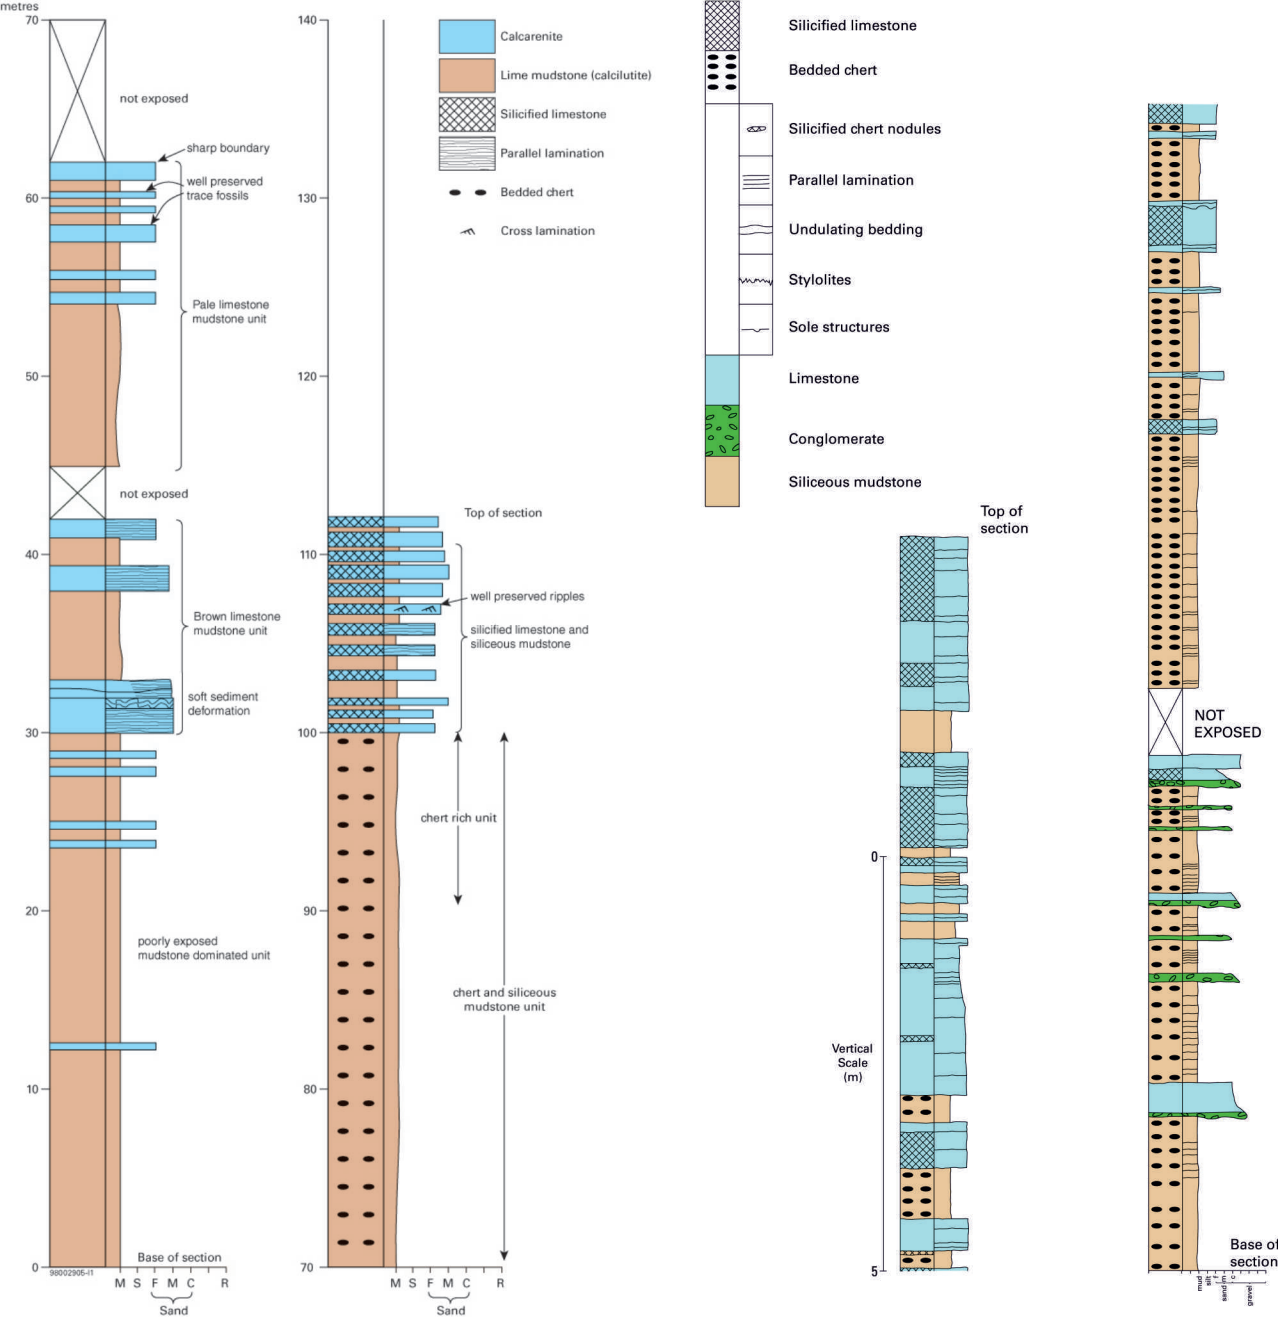 metres
70
not exposed
sharp boundary
well preserved
trace fossils
60
Pale limestone
mudstone unit
50
not exposed
40
Brown limestone
mudstone unit
soft sediment
deformation
30
20
poorly exposed
mudstone dominated unit
10
Base of section
0
98002905-I1
M S F M C R
Sand
140
Calcarenite
Lime mudstone (calcilutite)
Silicified limestone
Parallel lamination
Bedded chert
Cross lamination
130
120
Top of section
110
well preserved ripples
silicified limestone and
siliceous mudstone
100
chert rich unit
90
chert and siliceous
mudstone unit
80
70
M S F M C R
Sand
Silicified limestone
Bedded chert
Silicified chert nodules
Parallel lamination
Undulating bedding
Stylolites
Sole structures
Limestone
Conglomerate
Siliceous mudstone
Top of
section
0
Vertical
Scale
(m)
5
NOT
EXPOSED
Base of
section
mud
silt
f
sand m
c
gravel